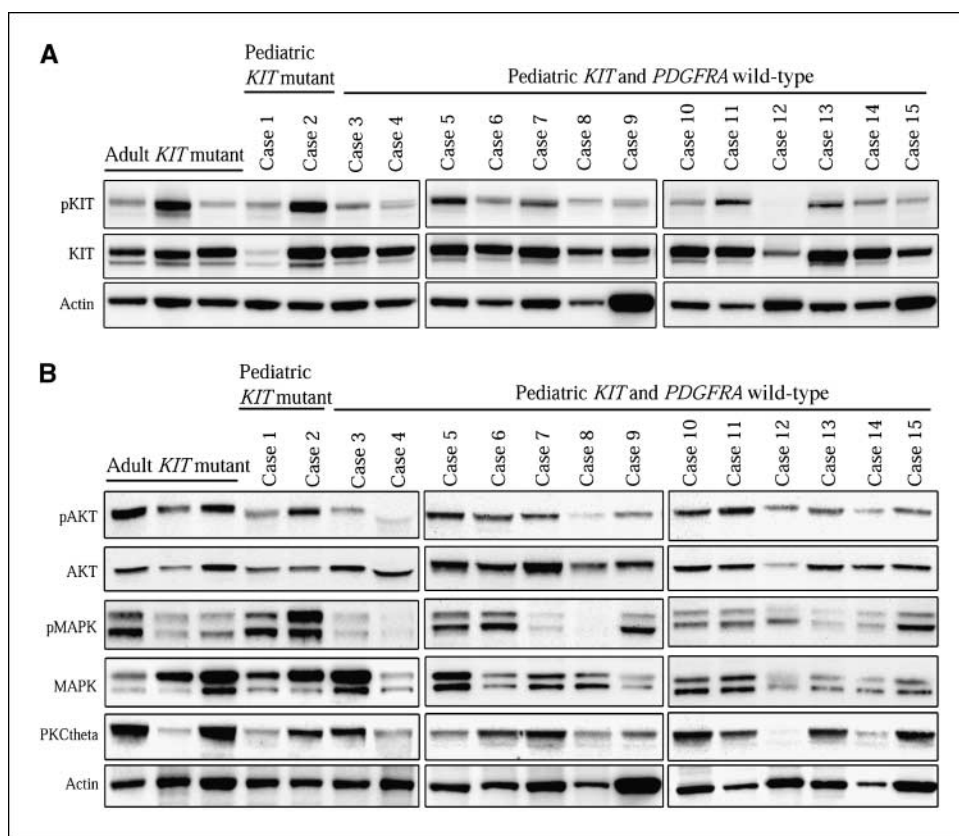 A
Pediatric
KIT mutant
Pediatric KIT and PDGFRA wild-type
Adult KIT mutant
Case 1
Case 2
Case 3
Case 4
Case 5
Case 6
Case 7
Case 8
Case 9
Case 10
Case 11
Case 12
Case 13
Case 14
Case 15
pKIT
KIT
Actin
B
Pediatric
KIT mutant
Pediatric KIT and PDGFRA wild-type
Adult KIT mutant
Case 1
Case 2
Case 3
Case 4
Case 5
Case 6
Case 7
Case 8
Case 9
Case 10
Case 11
Case 12
Case 13
Case 14
Case 15
pAKT
AKT
pMAPK
MAPK
PKCtheta
Actin